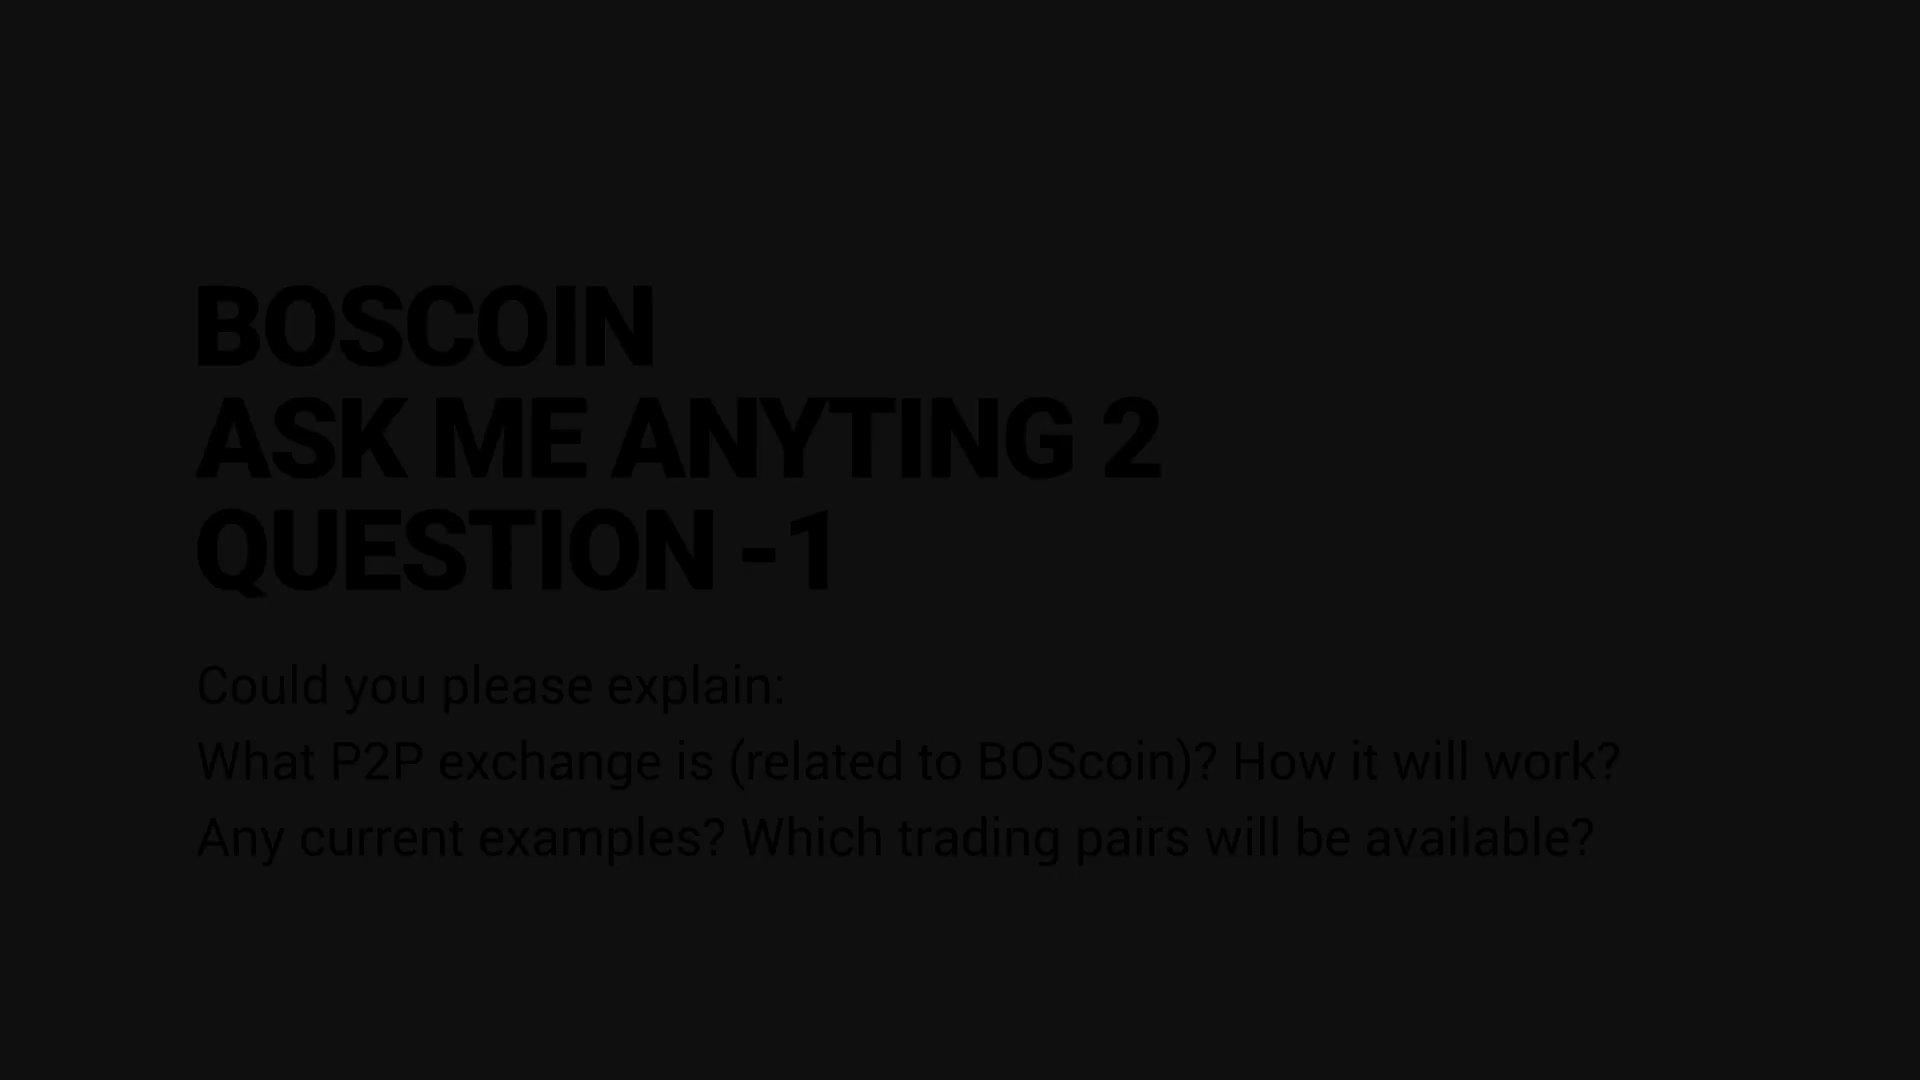 BOSCOIN
ASK ME ANYTING 2
QUESTION -1
Could you please explain:
What P2P exchange is (related to BOScoin)? How it will work?
Any current examples? Which trading pairs will be available?